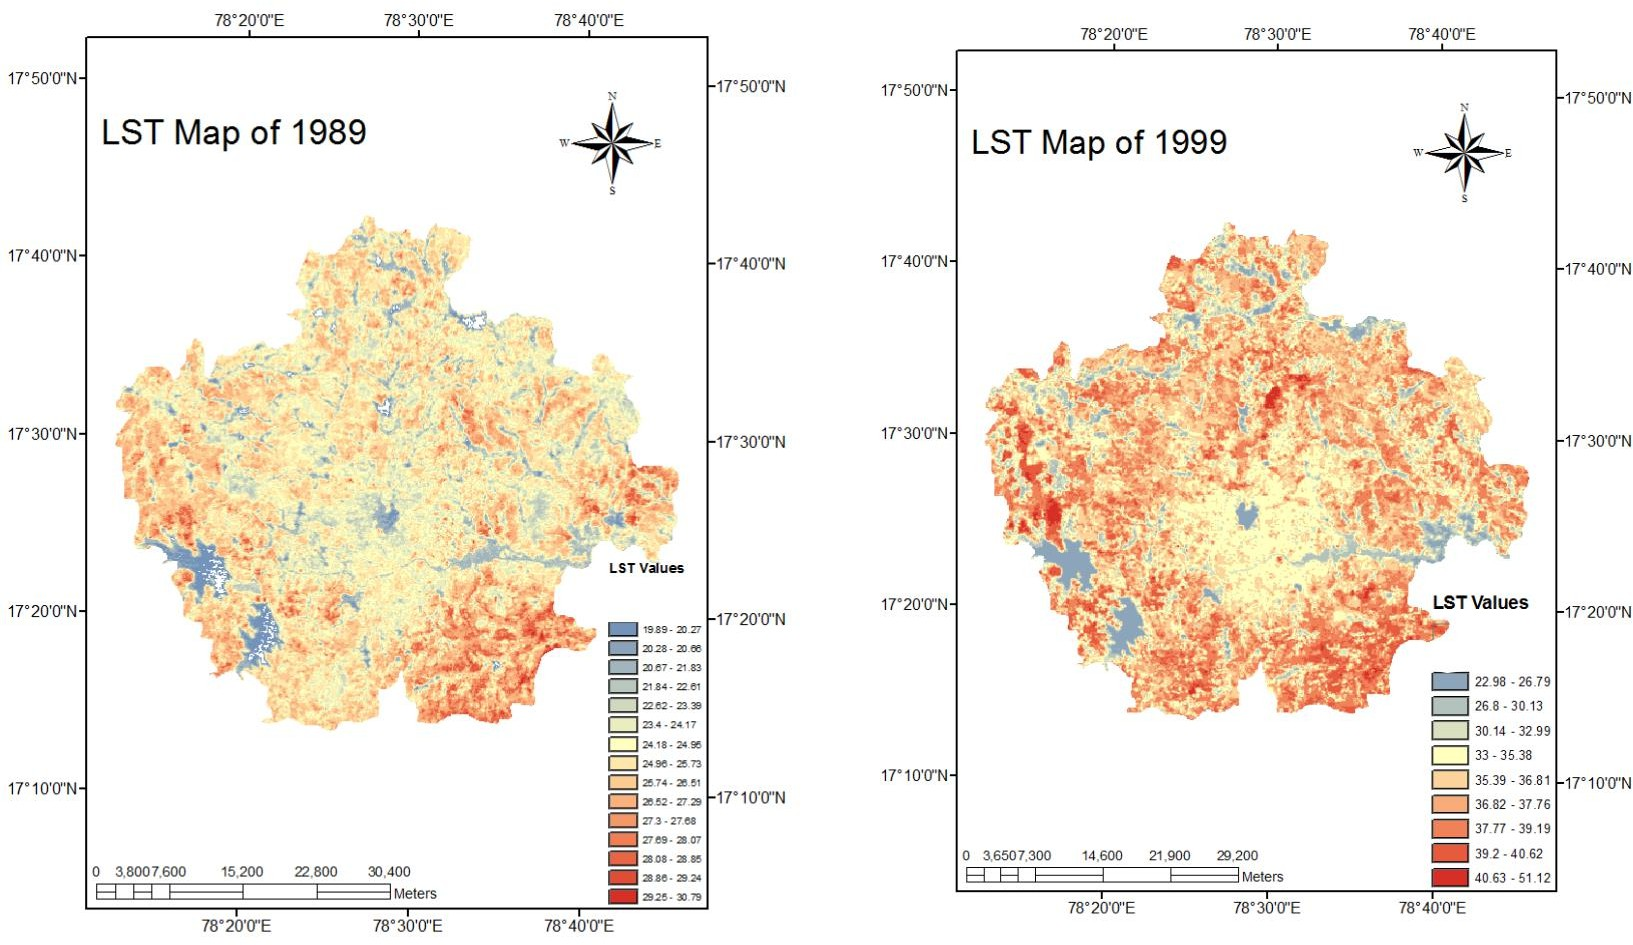 78°20'0"E 78°30'0"E 78°40'0"E
17°50'0"N
17°50'0"N
LST Map of 1989
N
W E
S
17°40'0"N
17°40'0"N
17°30'0"N
17°30'0"N
17°20'0"N
17°20'0"N
17°10'0"N
17°10'0"N
LST Values
19.89 - 20.27
20.28 - 20.66
20.67 - 21.83
21.84 - 22.61
22.62 - 23.39
23.4 - 24.17
24.18 - 24.95
24.96 - 25.73
25.74 - 26.51
26.52 - 27.29
27.3 - 27.68
27.69 - 28.07
28.08 - 28.85
28.86 - 29.24
29.25 - 30.79
0 3,800 7,600 15,200 22,800 30,400
Meters
78°20'0"E 78°30'0"E 78°40'0"E
78°20'0"E 78°30'0"E 78°40'0"E
17°50'0"N
17°50'0"N
LST Map of 1999
N
W E
S
17°40'0"N
17°40'0"N
17°30'0"N
17°30'0"N
17°20'0"N
17°20'0"N
17°10'0"N
17°10'0"N
LST Values
22.98 - 26.79
26.8 - 30.13
30.14 - 32.99
33 - 35.38
35.39 - 36.81
36.82 - 37.76
37.77 - 39.19
39.2 - 40.62
40.63 - 51.12
0 3,650 7,300 14,600 21,900 29,200
Meters
78°20'0"E 78°30'0"E 78°40'0"E